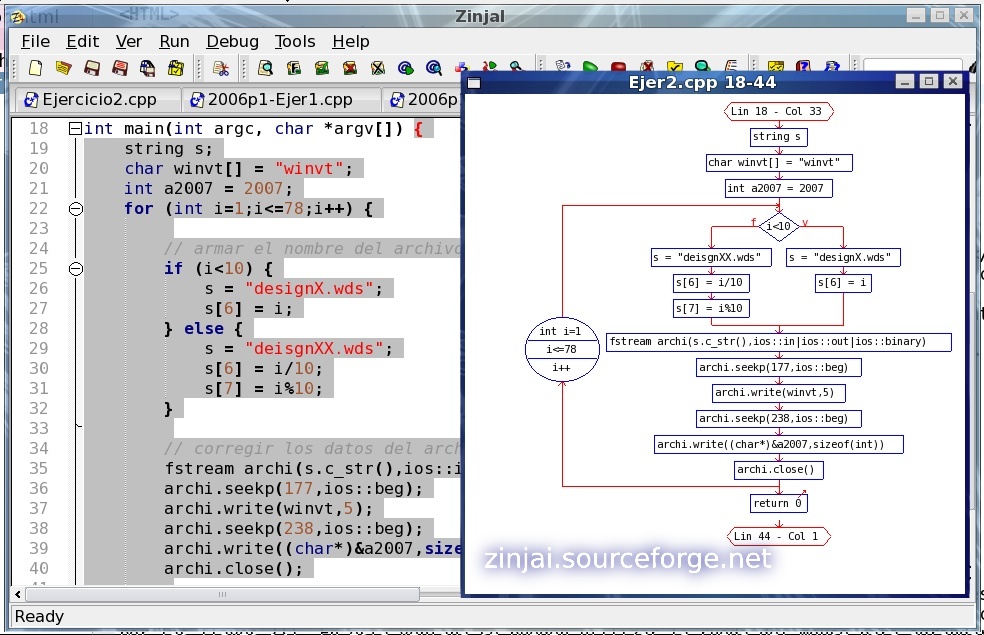 <HTML>
ZinjaI
File Edit Ver Run Debug Tools Help
Ejercicio2.cpp 2006p1-Ejer1.cpp 2006p
18 int main(int argc, char *argv[]) {
19 string s;
20 char winvt[] = "winvt";
21 int a2007 = 2007;
22 for (int i=1;i<=78;i++) {
23
24 // armar el nombre del archivo
25 if (i<10) {
26 s = "designX.wds";
27 s[6] = i;
28 } else {
29 s = "deisgnXX.wds";
30 s[6] = i/10;
31 s[7] = i%10;
32 }
33
34 // corregir los datos del arch
35 fstream archi(s.c_str(),ios::i
36 archi.seekp(177,ios::beg);
37 archi.write(winvt,5);
38 archi.seekp(238,ios::beg);
39 archi.write((char*)&a2007,size
40 archi.close();
Ready
Ejer2.cpp 18-44
Lin 18 - Col 33
string s
char winvt[] = "winvt"
int a2007 = 2007
f i<10 v
s = "deisgnXX.wds" s = "designX.wds"
s[6] = i/10 s[6] = i
s[7] = i%10
int i=1
i<=78
i++
fstream archi(s.c_str(),ios::in|ios::out|ios::binary)
archi.seekp(177,ios::beg)
archi.write(winvt,5)
archi.seekp(238,ios::beg)
archi.write((char*)&a2007,sizeof(int))
archi.close()
return 0
Lin 44 - Col 1
zinjai.sourceforge.net